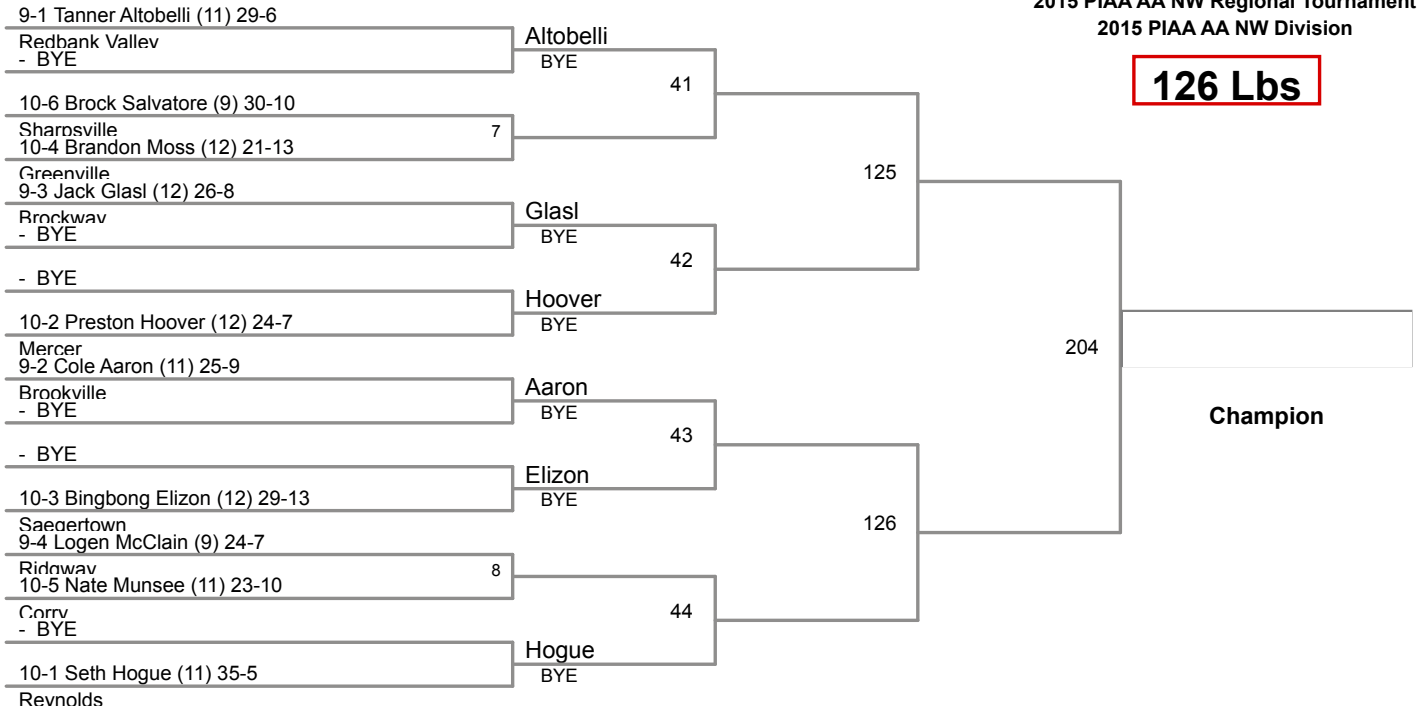 2015 PIAA AA NW Regional Tournament
2015 PIAA AA NW Division
126 Lbs
9-1 Tanner Altobelli (11) 29-6
Redbank Valley
- BYE
10-6 Brock Salvatore (9) 30-10
Sharpsville
10-4 Brandon Moss (12) 21-13
Greenville
9-3 Jack Glasl (12) 26-8
Brockway
- BYE
- BYE
10-2 Preston Hoover (12) 24-7
Mercer
9-2 Cole Aaron (11) 25-9
Brookville
- BYE
- BYE
10-3 Bingbong Elizon (12) 29-13
Saegertown
9-4 Logen McClain (9) 24-7
Ridgway
10-5 Nate Munsee (11) 23-10
Corry
- BYE
10-1 Seth Hogue (11) 35-5
Reynolds
Altobelli
BYE
7
Glasl
BYE
Hoover
BYE
Aaron
BYE
Elizon
BYE
8
Hogue
BYE
41
42
43
44
125
126
204
Champion